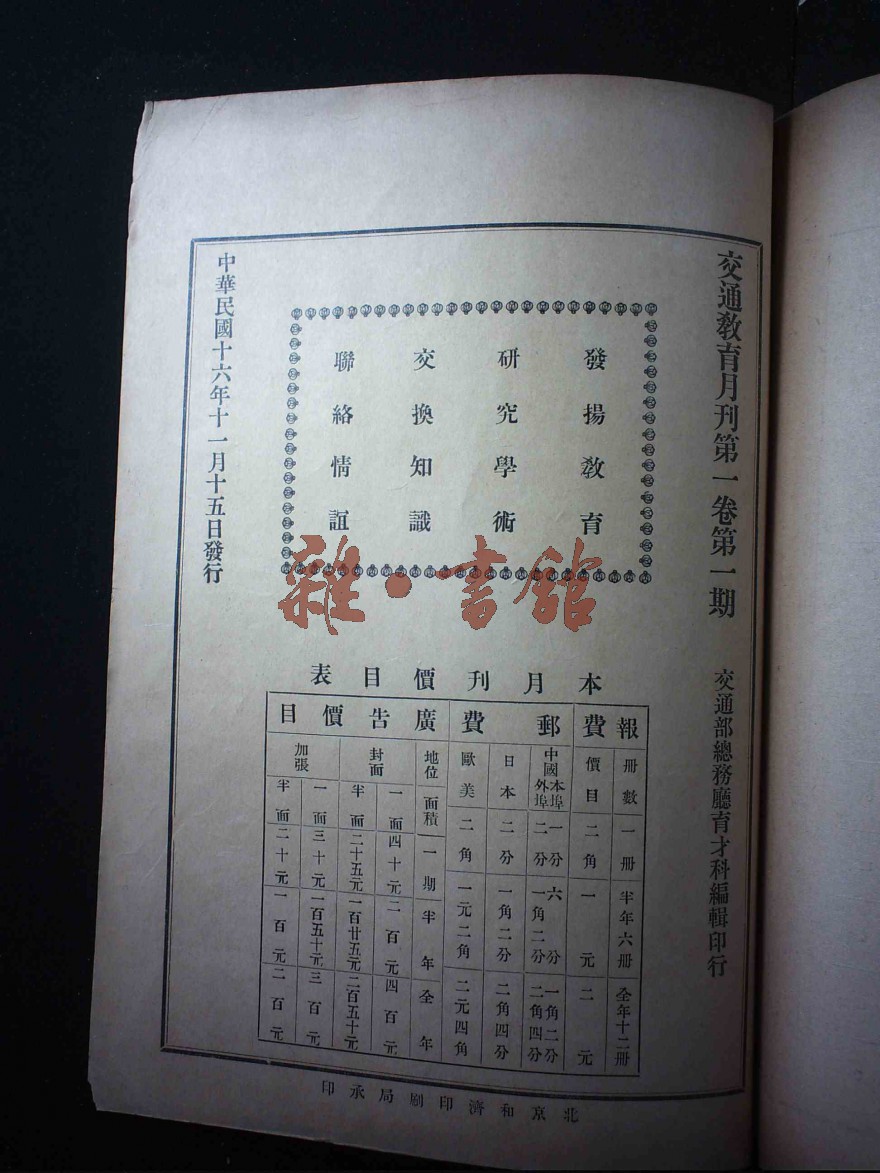 交通教育月刊第一卷第一期
交通部總務廳育才科編輯印行
發揚教育
研究學術
交換知識
聯絡情誼
雜·書館
本月刊價目表
報費
郵費
廣告價目
冊數 一冊 半年六冊 全年十二冊
價目 二角 一元 二元
中國本埠 一分 六分 一角二分
外埠 二分 一角二分 二角四分
日本 二分 一角二分 二角四分
歐美 二角 一元二角 二元四角
地位 面積 一期 半年 全年
封面 一面 四十元 二百元 四百元
半面 二十五元 一百廿五元 二百五十元
加張 一面 三十元 一百五十元 三百元
半面 二十元 一百元 二百元
中華民國十六年十一月十五日發行
北京和濟印刷局承印